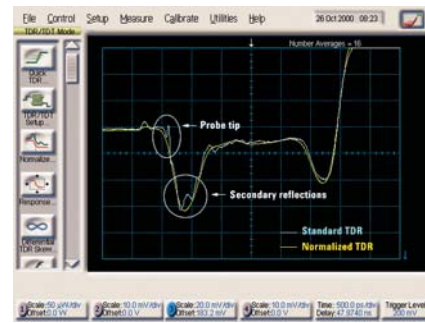 File Control Setup Measure Calibrate Utilities Help 26 Oct 2000 08:23
TDR/TDT Mode
Number Averages = 16
Quick
TDR...
TDR/TDT
Setup...
Normalize...
Response...
Differential
TDR Skew...
Probe tip
Secondary reflections
Standard TDR
Normalized TDR
Scale:50 µW/div Scale:10.0 mV/div Scale:20.0 mV/div Scale:10.0 mV/div Time:500.0 ps/div Trigger Level
Offset:0.0 W Offset:0.0 V Offset:183.2 mV Offset:0.0 V Delay:47.9740 ns 200 mV